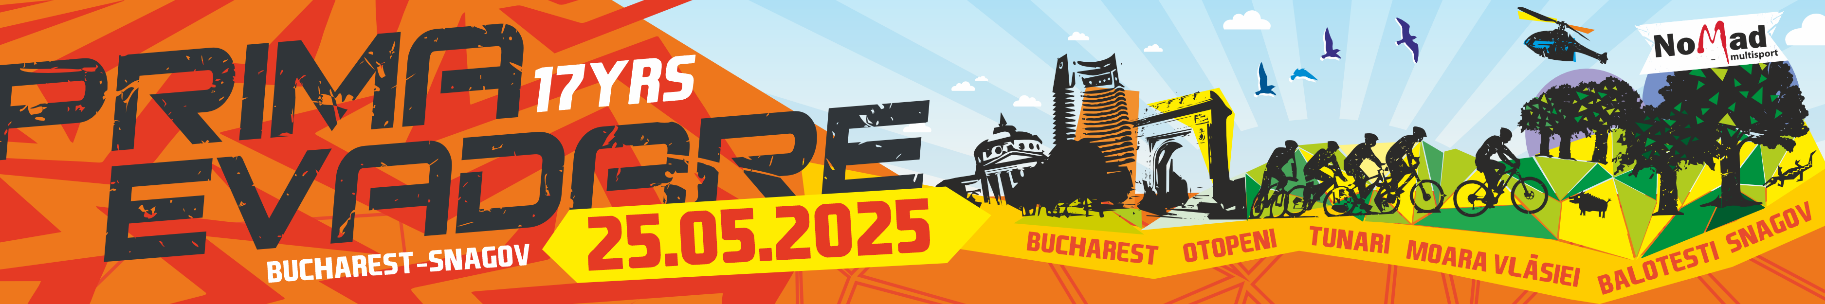 PRIMA
EVADARE
17YRS
BUCHAREST-SNAGOV
25.05.2025
BUCHAREST OTOPENI TUNARI MOARA VLĂSIEI BALOTESTI SNAGOV
NoMad
multisport